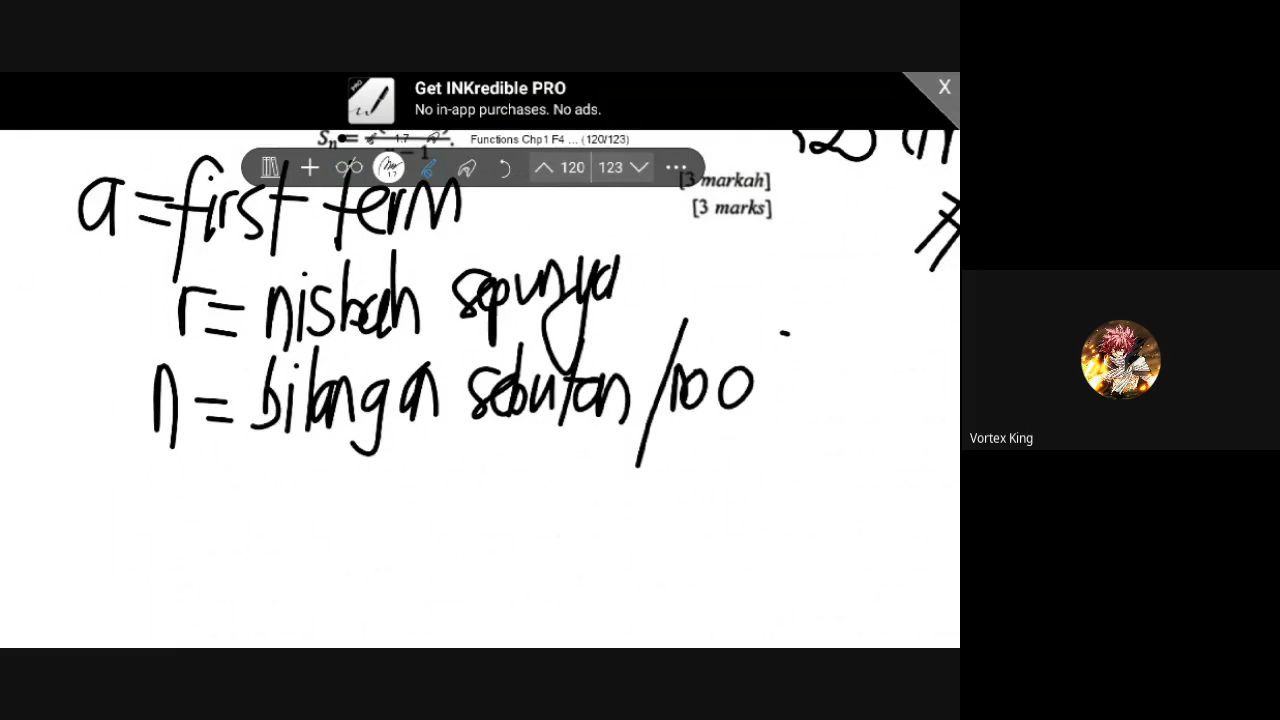 Get INKredible PRO
X
No in-app purchases. No ads.
Functions Chp1 F4 ... (120/123)
120
123
[3 markah]
[3 marks]
a = first term
r = nisbah sepunya
n = bilangan sebutan /
Vortex King